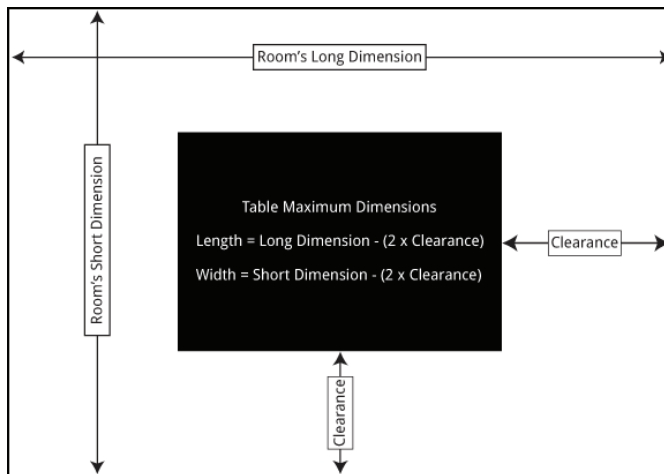 Room's Long Dimension
Room's Short Dimension
Table Maximum Dimensions
Length = Long Dimension - (2 x Clearance)
Width = Short Dimension - (2 x Clearance)
Clearance
Clearance